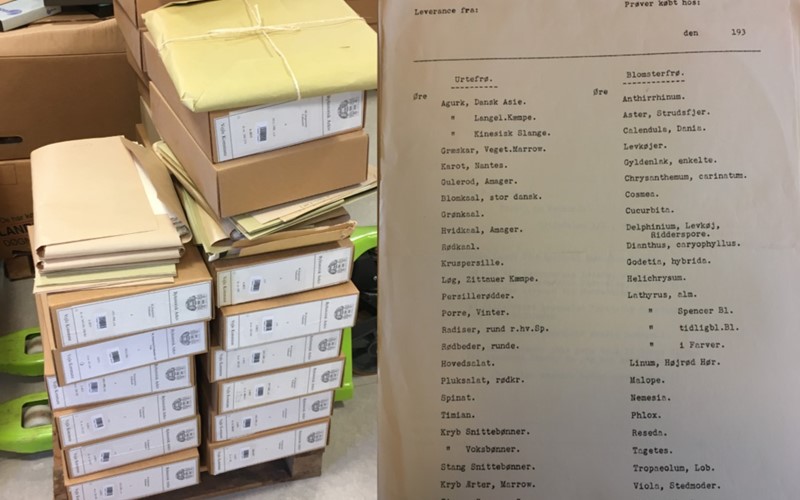 Leverance fra:
Prøver købt hos:
den 193
Urtefrø.
Øre
Agurk, Dansk Asie.
" Langel.Kæmpe.
" Kinesisk Slange.
Græskar, Veget.Marrow.
Karot, Nantes.
Gulerod, Amager.
Blomkaal, stor dansk.
Grønkaal.
Hvidkaal, Amager.
Rødkaal.
Kruspersille.
Løg, Zittauer Kæmpe.
Persillerødder.
Porre, Vinter.
Radiser, rund r.hv.Sp.
Rødbeder, runde.
Hovedsalat.
Pluksalat, rødkr.
Spinat.
Timian.
Kryb Snittebønner.
" Voksbønner.
Stang Snittebønner.
Kryb Ærter, Marrow.
Blomsterfrø.
Øre
Anthirrhinum.
Aster, Strudsfjer.
Calendula, Dania.
Levkøjer.
Gyldenlak, enkelte.
Chrysanthemum, carinatum.
Cosmea.
Cucurbita.
Delphinium, Levkøj,
Ridderspore.
Dianthus, caryophyllus.
Godetia, hybrida.
Helichrysum.
Lathyrus, alm.
" Spencer Bl.
" tidligbl.Bl.
" i Farver.
Linum, Højrød Hør.
Malope.
Nemesia.
Phlox.
Reseda.
Tagetes.
Tropaeolum, Lob.
Viola, Stedmoder.